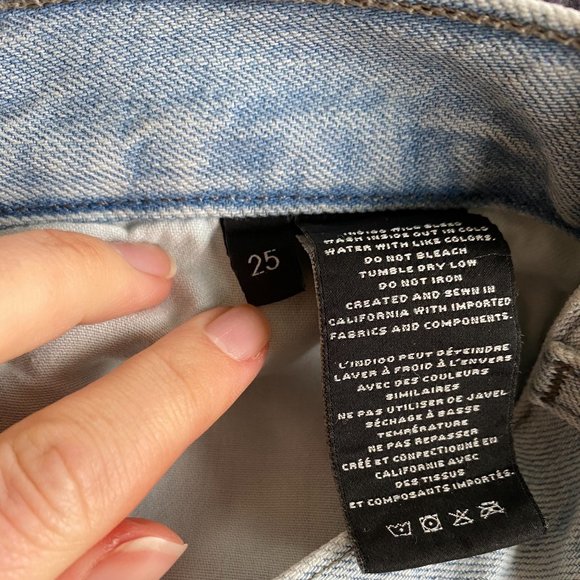 25
INDIGO WILL BLEED
WASH INSIDE OUT IN COLD
WATER WITH LIKE COLORS.
DO NOT BLEACH
TUMBLE DRY LOW
DO NOT IRON
CREATED AND SEWN IN
CALIFORNIA WITH IMPORTED
FABRICS AND COMPONENTS.
L'INDIGO PEUT DÉTEINDRE
LAVER À FROID À L'ENVERS
AVEC DES COULEURS
SIMILAIRES
NE PAS UTILISER DE JAVEL
SÉCHAGE À BASSE
TEMPÉRATURE
NE PAS REPASSER
CRÉÉ ET CONFECTIONNÉ EN
CALIFORNIE AVEC
DES TISSUS
ET COMPOSANTS IMPORTÉS.